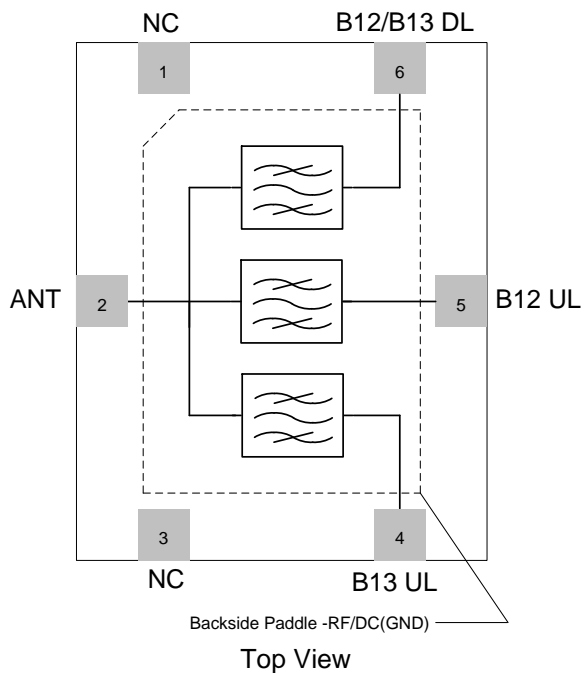 NC
B12/B13 DL
1
6
ANT
2
5
B12 UL
3
4
NC
B13 UL
Backside Paddle -RF/DC(GND)
Top View